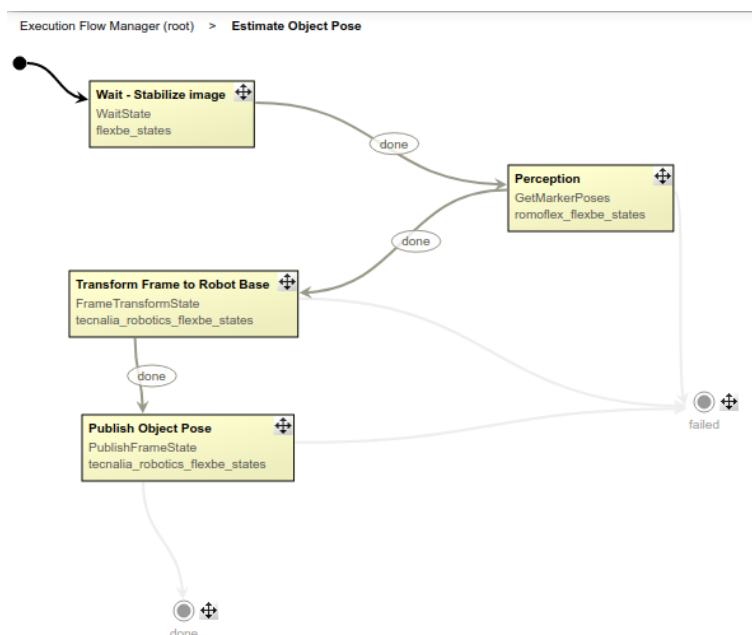 Execution Flow Manager (root) > Estimate Object Pose
Wait - Stabilize image
WaitState
flexbe_states
done
Perception
GetMarkerPoses
romoflex_flexbe_states
done
Transform Frame to Robot Base
FrameTransformState
tecnalia_robotics_flexbe_states
done
Publish Object Pose
PublishFrameState
tecnalia_robotics_flexbe_states
failed
done